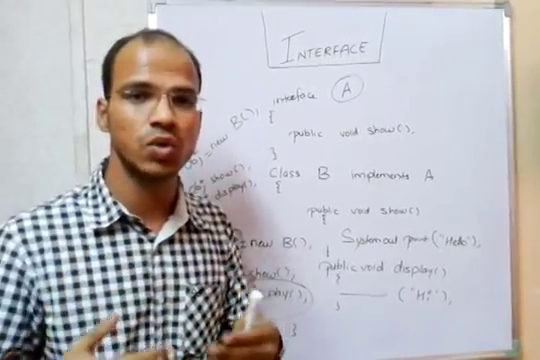 INTERFACE
interface A
{
public void show();
}
Class B implements A
{
public void show()
{
System.out.print("Hello");
}
public void display()
{
("Hi");
}
= new B();
show();
display();
= new B();
show();
}